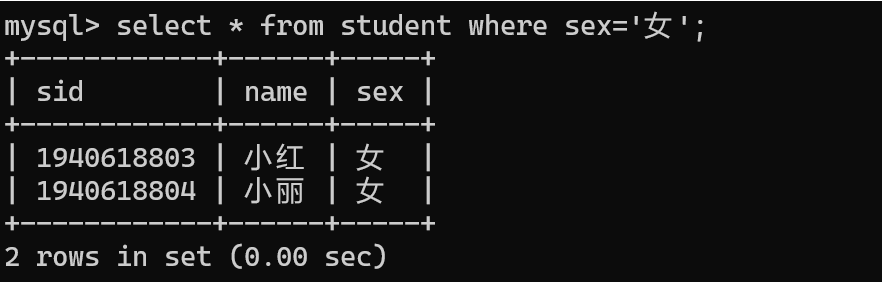 mysql> select * from student where sex='女';
+------------+------+-----+
| sid        | name | sex |
+------------+------+-----+
| 1940618803 | 小红 | 女  |
| 1940618804 | 小丽 | 女  |
+------------+------+-----+
2 rows in set (0.00 sec)